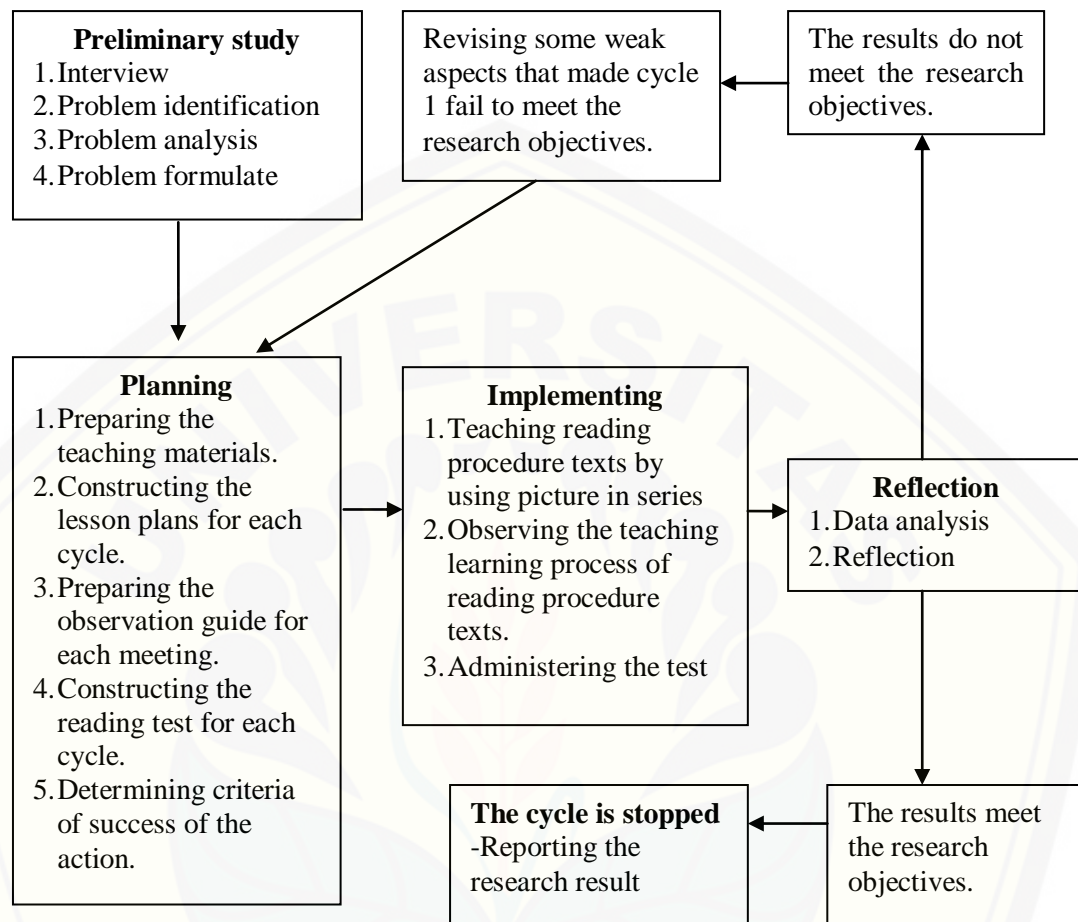 Preliminary study
1. Interview
2. Problem identification
3. Problem analysis
4. Problem formulate
Revising some weak
aspects that made cycle
1 fail to meet the
research objectives.
The results do not
meet the research
objectives.
Planning
1. Preparing the
teaching materials.
2. Constructing the
lesson plans for each
cycle.
3. Preparing the
observation guide for
each meeting.
4. Constructing the
reading test for each
cycle.
5. Determining criteria
of success of the
action.
Implementing
1. Teaching reading
procedure texts by
using picture in series
2. Observing the teaching
learning process of
reading procedure
texts.
3. Administering the test
Reflection
1. Data analysis
2. Reflection
The cycle is stopped
-Reporting the
research result
The results meet
the research
objectives.
UNIVERSITAS